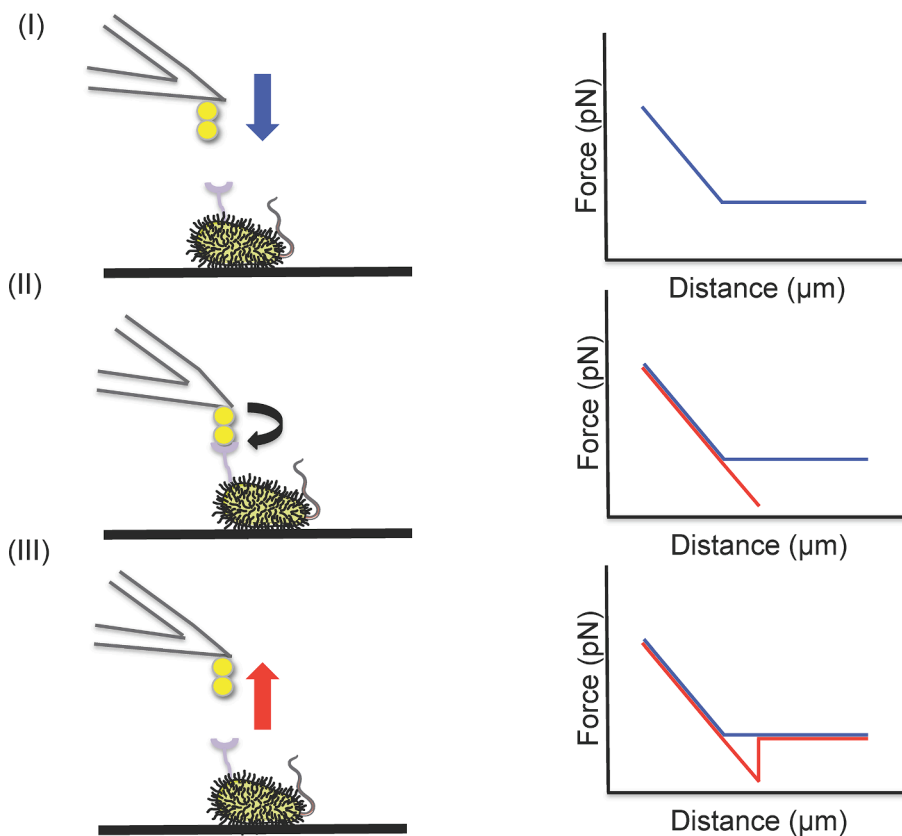 (I)
Force (pN)
Distance (µm)
(II)
Force (pN)
Distance (µm)
(III)
Force (pN)
Distance (µm)